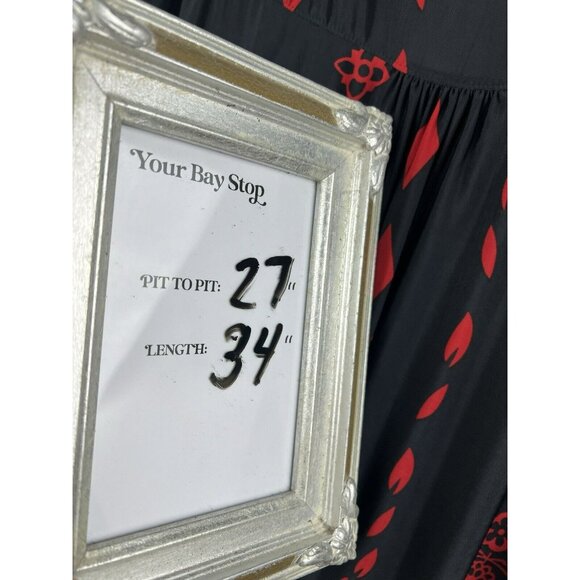 Your Bay Stop
PIT TO PIT: 27"
LENGTH: 34"